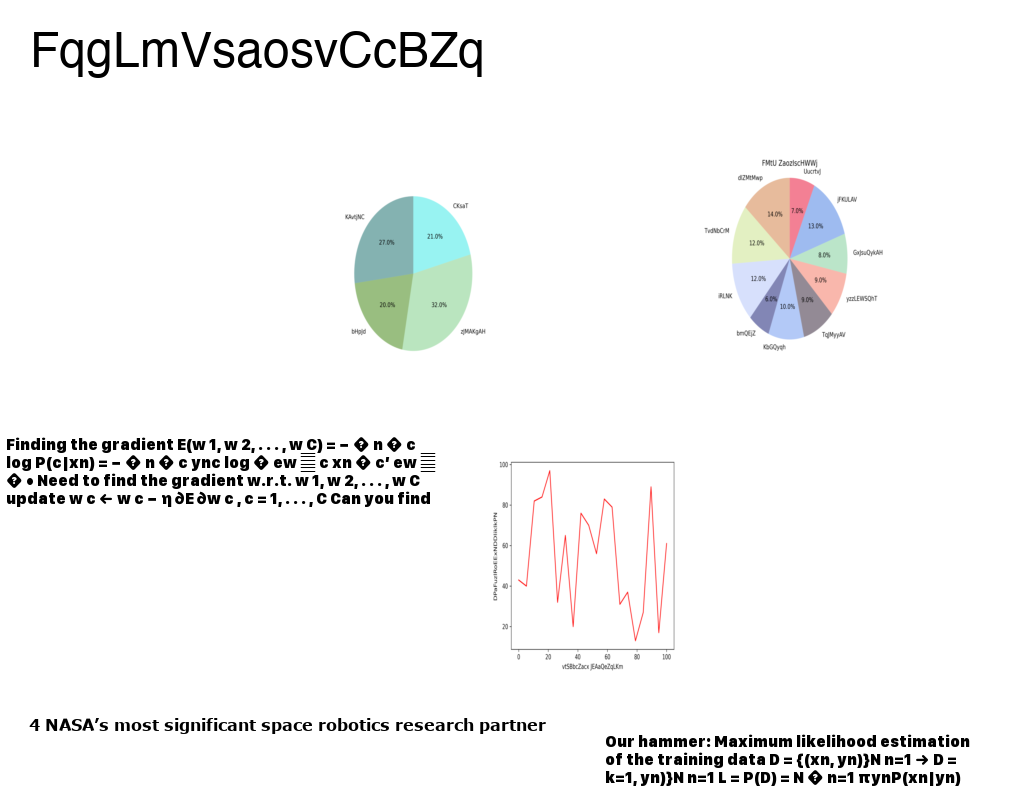 FqgLmVsaosvCcBZq
CKsaT
KAvtjNC
21.0%
27.0%
20.0%
32.0%
bHpJd
zJMAKgAH
FMtU ZaozIscHWWj
UucrtvJ
dIZMtMwp
JFKULAV
14.0%
7.0%
13.0%
TvdNbCrM
12.0%
8.0%
GxJsuQykAH
12.0%
9.0%
IRLNK
yzzLEWSQhT
9.0%
10.0%
9.0%
bmQEjZ
TqJMyyAV
KbGQyqh
Finding the gradient E(w 1, w 2, . . . , w C) = − � n � c
log P(c|xn) = − � n � c ync log � ew c xn � c’ ew
� • Need to find the gradient w.r.t. w 1, w 2, . . . , w C
update w c ← w c − η ∂E ∂w c , c = 1, . . . , C Can you find
100
80
60
40
20
0 20 40 60 80 100
vtSBbcZacx JEAaQeZqLKm
4 NASA’s most significant space robotics research partner
Our hammer: Maximum likelihood estimation
of the training data D = {(xn, yn)}N n=1 → D =
k=1, yn)}N n=1 L = P(D) = N � n=1 πynP(xn|yn)